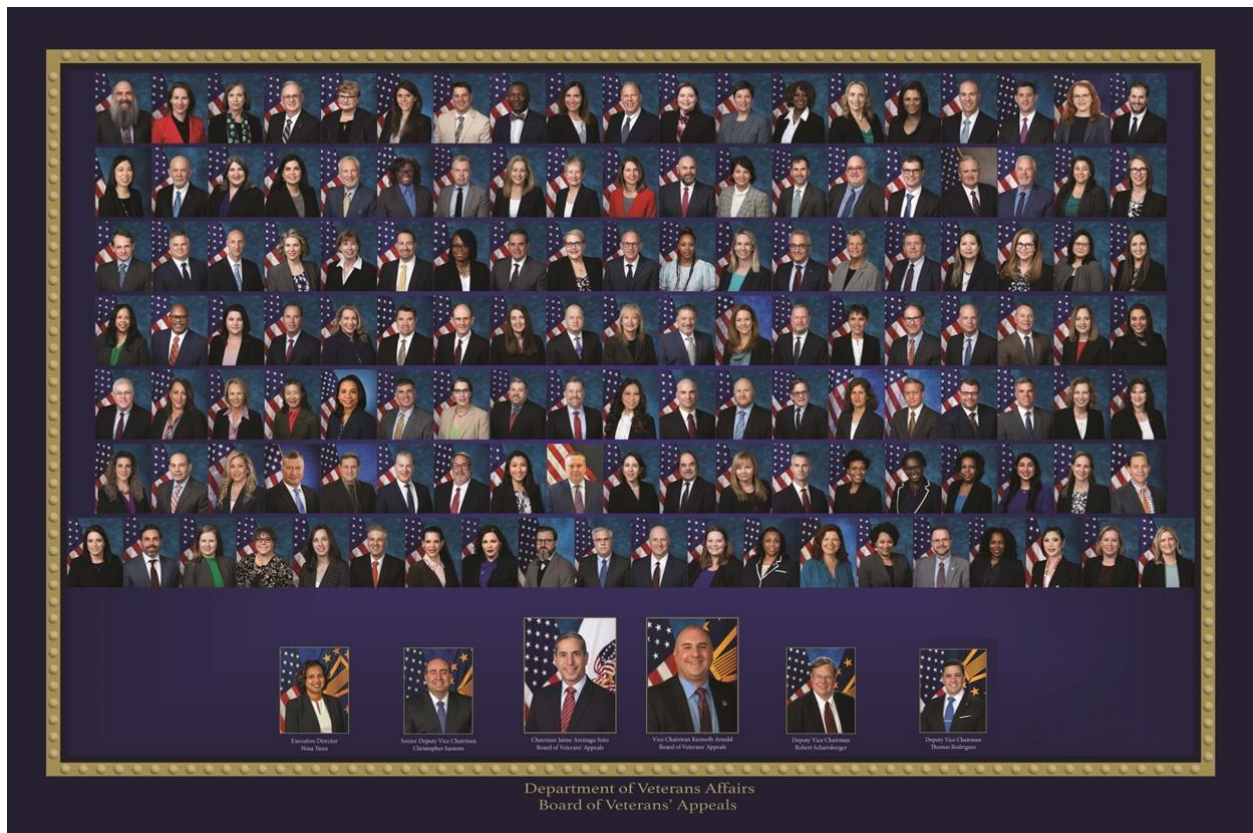 Executive Director
Nina Tann
Senior Deputy Vice Chairman
Christopher Santoro
Chairman Jaime Areizaga-Soto
Board of Veterans' Appeals
Vice Chairman Kenneth Arnold
Board of Veterans' Appeals
Deputy Vice Chairman
Robert Scharnberger
Deputy Vice Chairman
Thomas Rodrigues
Department of Veterans Affairs
Board of Veterans' Appeals